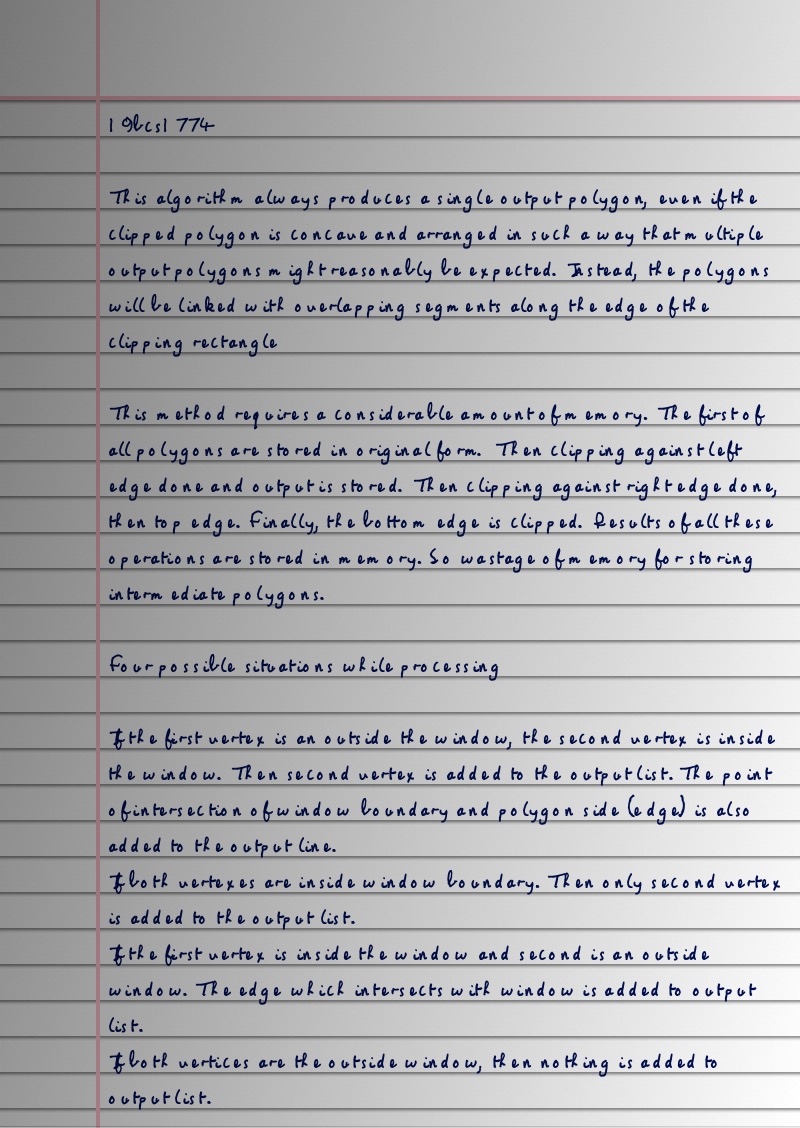 19bcs1774
This algorithm always produces a single output polygon, even if the
clipped polygon is concave and arranged in such a way that multiple
output polygons might reasonably be expected. Instead, the polygons
will be linked with overlapping segments along the edge of the
clipping rectangle
This method requires a considerable amount of memory. The first of
all polygons are stored in original form. Then clipping against left
edge done and output is stored. Then clipping against right edge done,
then top edge. Finally, the bottom edge is clipped. Results of all these
operations are stored in memory. So wastage of memory for storing
intermediate polygons.
Four possible situations while processing
If the first vertex is an outside the window, the second vertex is inside
the window. Then second vertex is added to the output list. The point
of intersection of window boundary and polygon side (edge) is also
added to the output line.
If both vertexes are inside window boundary. Then only second vertex
is added to the output list.
If the first vertex is inside the window and second is an outside
window. The edge which intersects with window is added to output
list.
If both vertices are the outside window, then nothing is added to
output list.